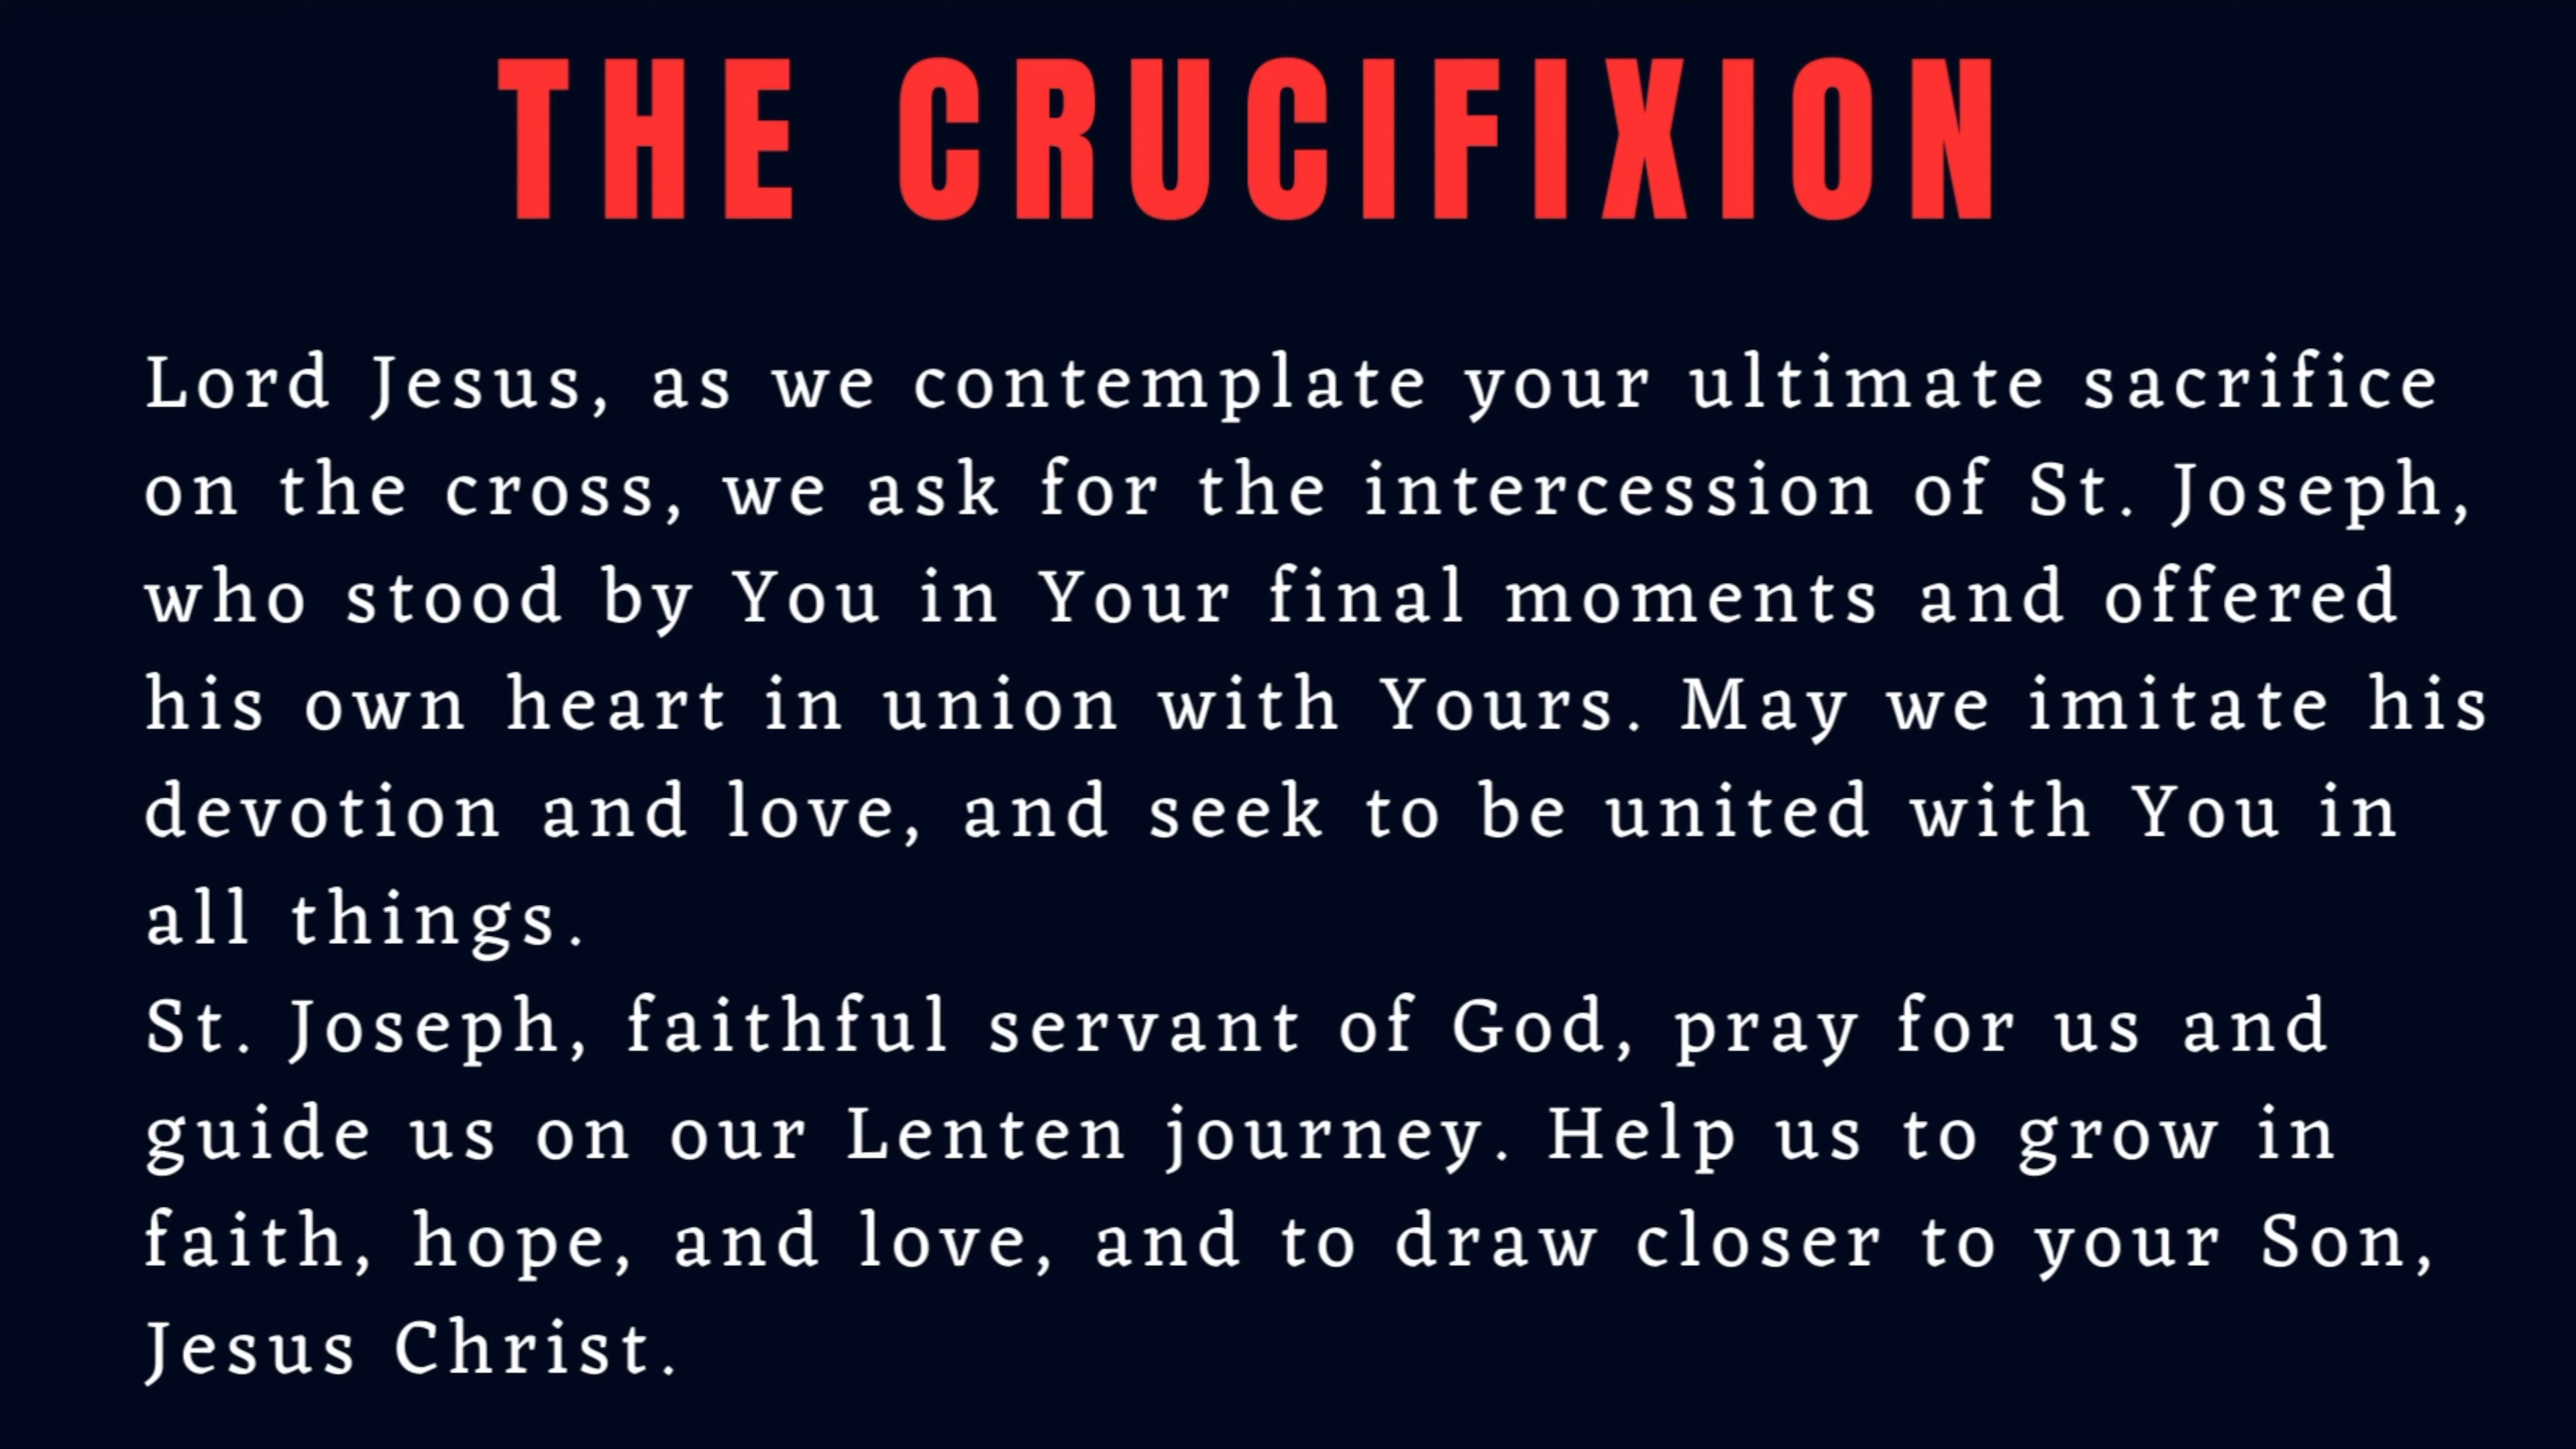 THE CRUCIFIXION
Lord Jesus, as we contemplate your ultimate sacrifice
on the cross, we ask for the intercession of St. Joseph,
who stood by You in Your final moments and offered
his own heart in union with Yours. May we imitate his
devotion and love, and seek to be united with You in
all things.
St. Joseph, faithful servant of God, pray for us and
guide us on our Lenten journey. Help us to grow in
faith, hope, and love, and to draw closer to your Son,
Jesus Christ.